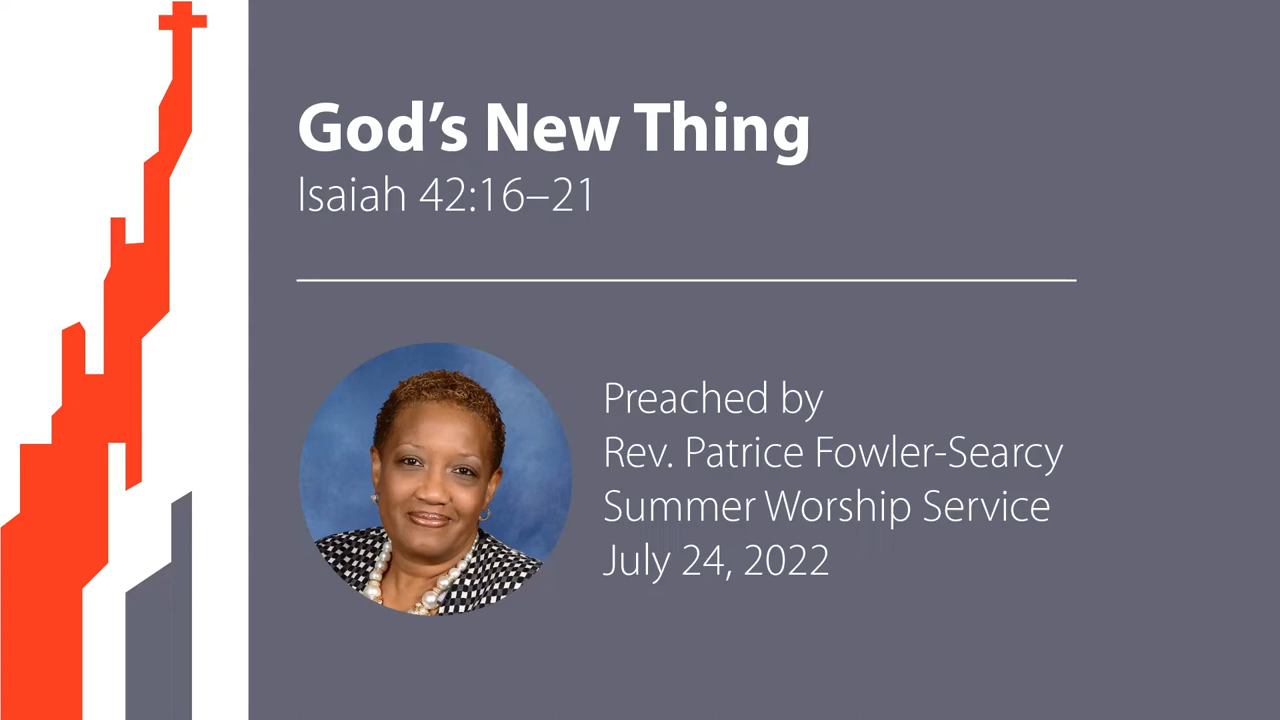 God’s New Thing
Isaiah 42:16–21
Preached by
Rev. Patrice Fowler-Searcy
Summer Worship Service
July 24, 2022